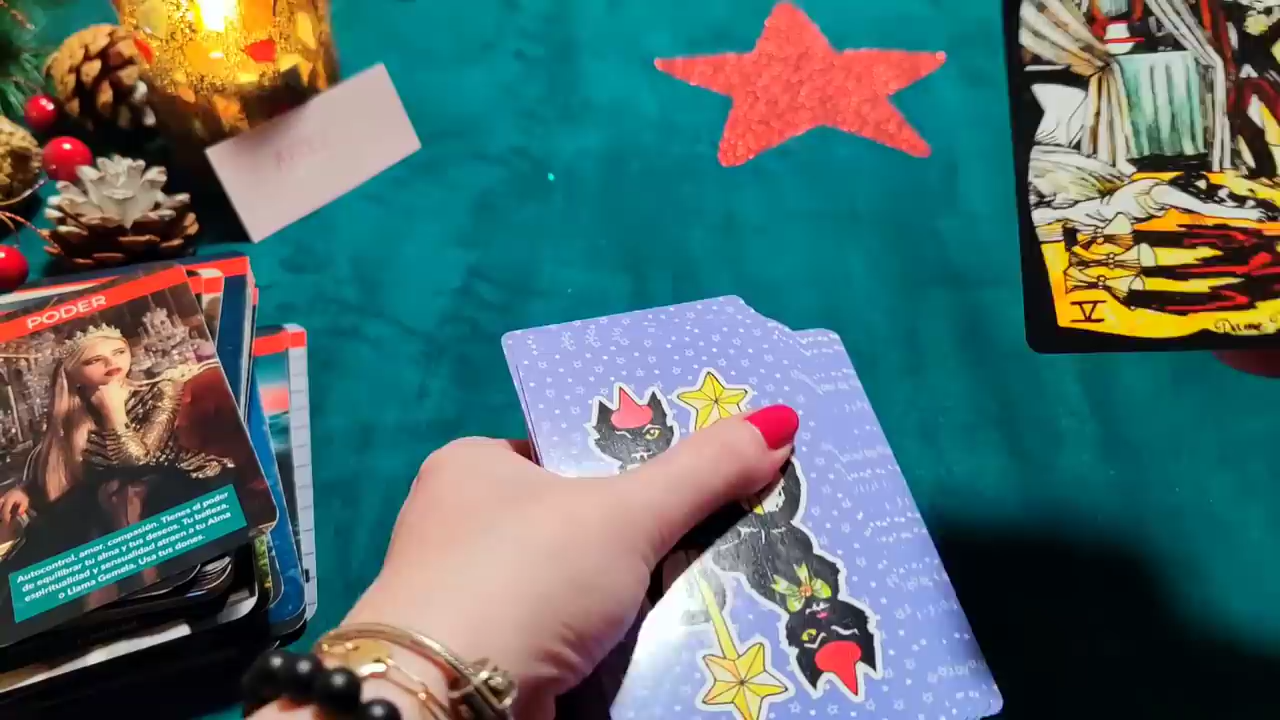 PODER
Autocontrol, amor, compasión. Tienes el poder
de equilibrar tu alma y tus deseos. Tu belleza,
espiritualidad y sensualidad atraen a tu Alma
o Llama Gemela. Usa tus dones.
V